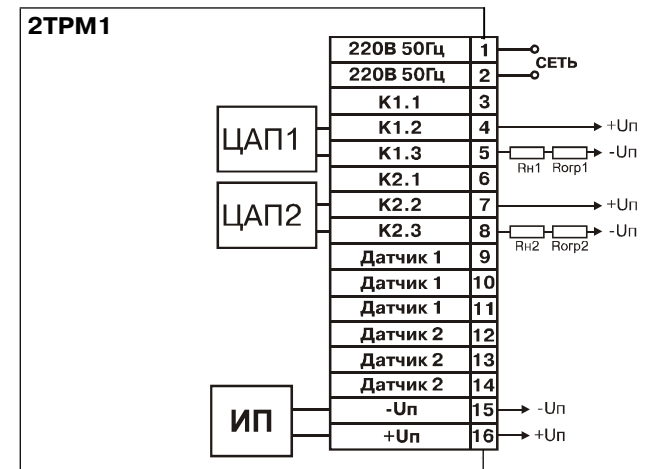 2ТРМ1
220В 50Гц 1
СЕТЬ
220В 50Гц 2
К1.1 3
ЦАП1
К1.2 4 +Uп
К1.3 5 -Uп
Rн1 Rогр1
К2.1 6
ЦАП2
К2.2 7 +Uп
К2.3 8 -Uп
Rн2 Rогр2
Датчик 1 9
Датчик 1 10
Датчик 1 11
Датчик 2 12
Датчик 2 13
Датчик 2 14
ИП
-Uп 15 -Uп
+Uп 16 +Uп